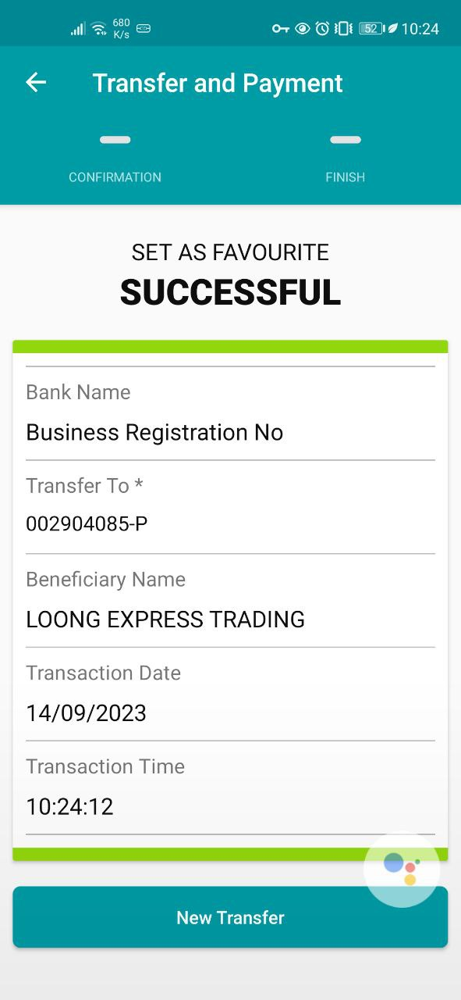 680
K/s
52
10:24
Transfer and Payment
CONFIRMATION
FINISH
SET AS FAVOURITE
SUCCESSFUL
Bank Name
Business Registration No
Transfer To *
002904085-P
Beneficiary Name
LOONG EXPRESS TRADING
Transaction Date
14/09/2023
Transaction Time
10:24:12
New Transfer